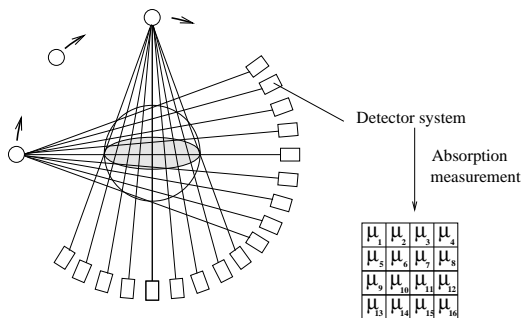 Detector system
Absorption
measurement
μ1 μ2 μ3 μ4
μ5 μ6 μ7 μ8
μ9 μ10 μ11 μ12
μ13 μ14 μ15 μ16